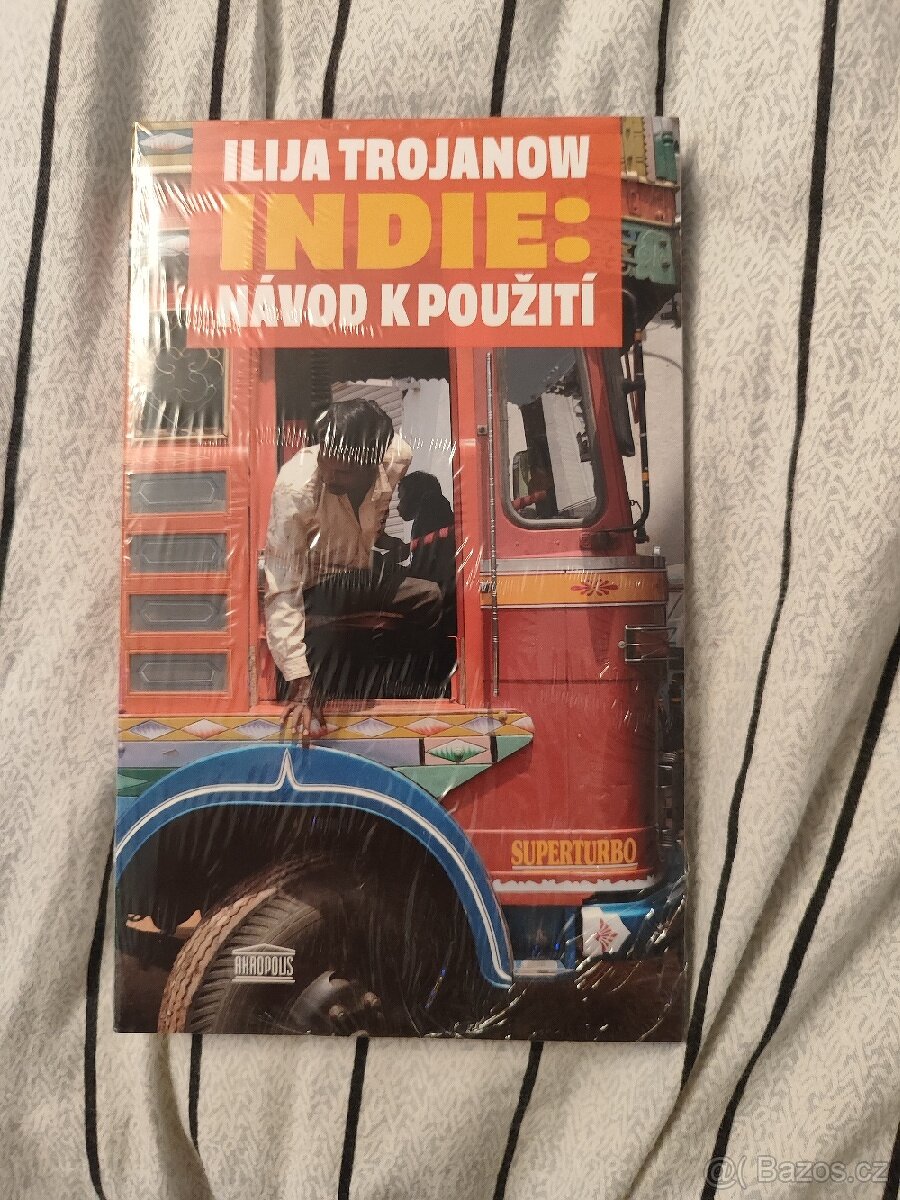 ILIJA TROJANOW
INDIE:
NÁVOD K POUŽITÍ
SUPERTURBO
AKROPOLIS
@( Bazos.cz